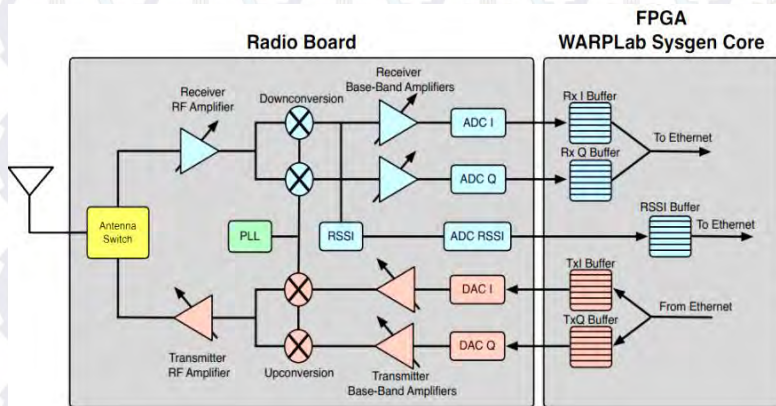 FPGA
Radio Board
WARPLab Sysgen Core
Receiver
RF Amplifier
Downconversion
Receiver
Base-Band Amplifiers
Rx I Buffer
ADC I
To Ethernet
Rx Q Buffer
ADC Q
RSSI Buffer
To Ethernet
Antenna
Switch
PLL
RSSI
ADC RSSI
TxI Buffer
DAC I
From Ethernet
TxQ Buffer
DAC Q
Transmitter
RF Amplifier
Upconversion
Transmitter
Base-Band Amplifiers